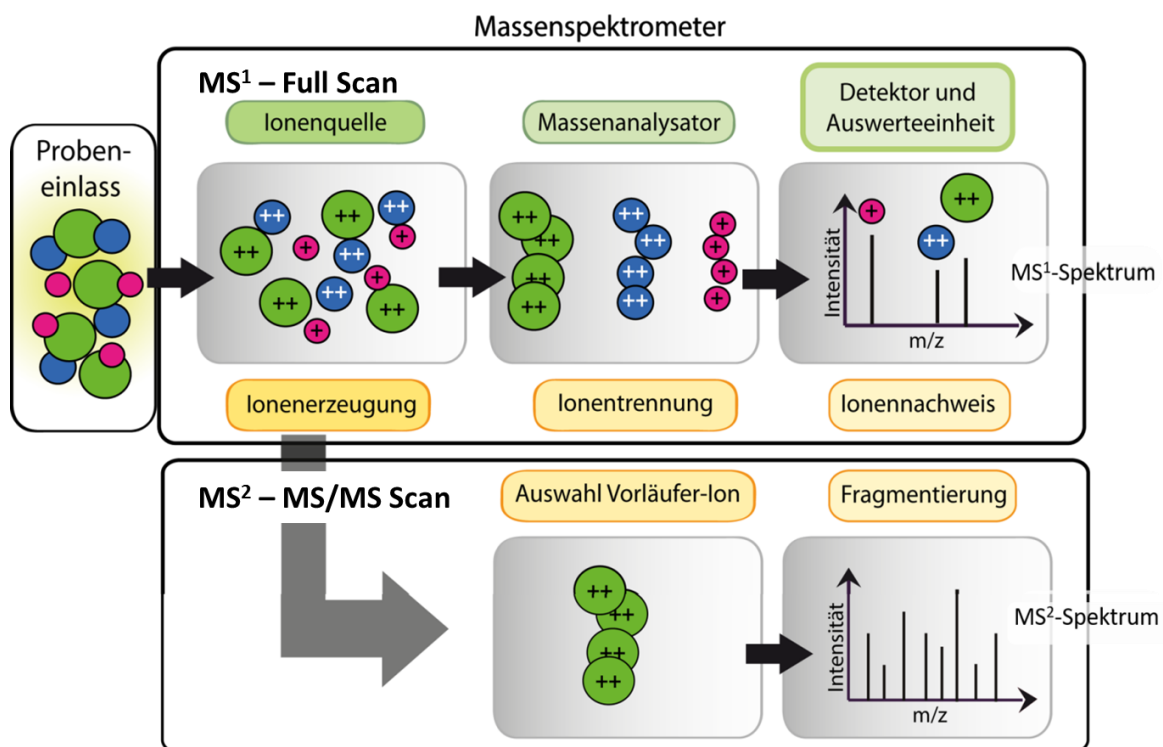 Massenspektrometer
MS¹ – Full Scan
Proben-
einlass
Ionenquelle
Massenanalysator
Detektor und
Auswerteeinheit
++
++
++
++
+
++
+
+
++
++
++
+
++
++
++
++
++
++
++
++
+
+
+
+
+
++
++
Intensität
m/z
MS¹-Spektrum
Ionenerzeugung
Ionentrennung
Ionennachweis
MS² – MS/MS Scan
Auswahl Vorläufer-Ion
Fragmentierung
++
++
++
++
Intensität
m/z
MS²-Spektrum